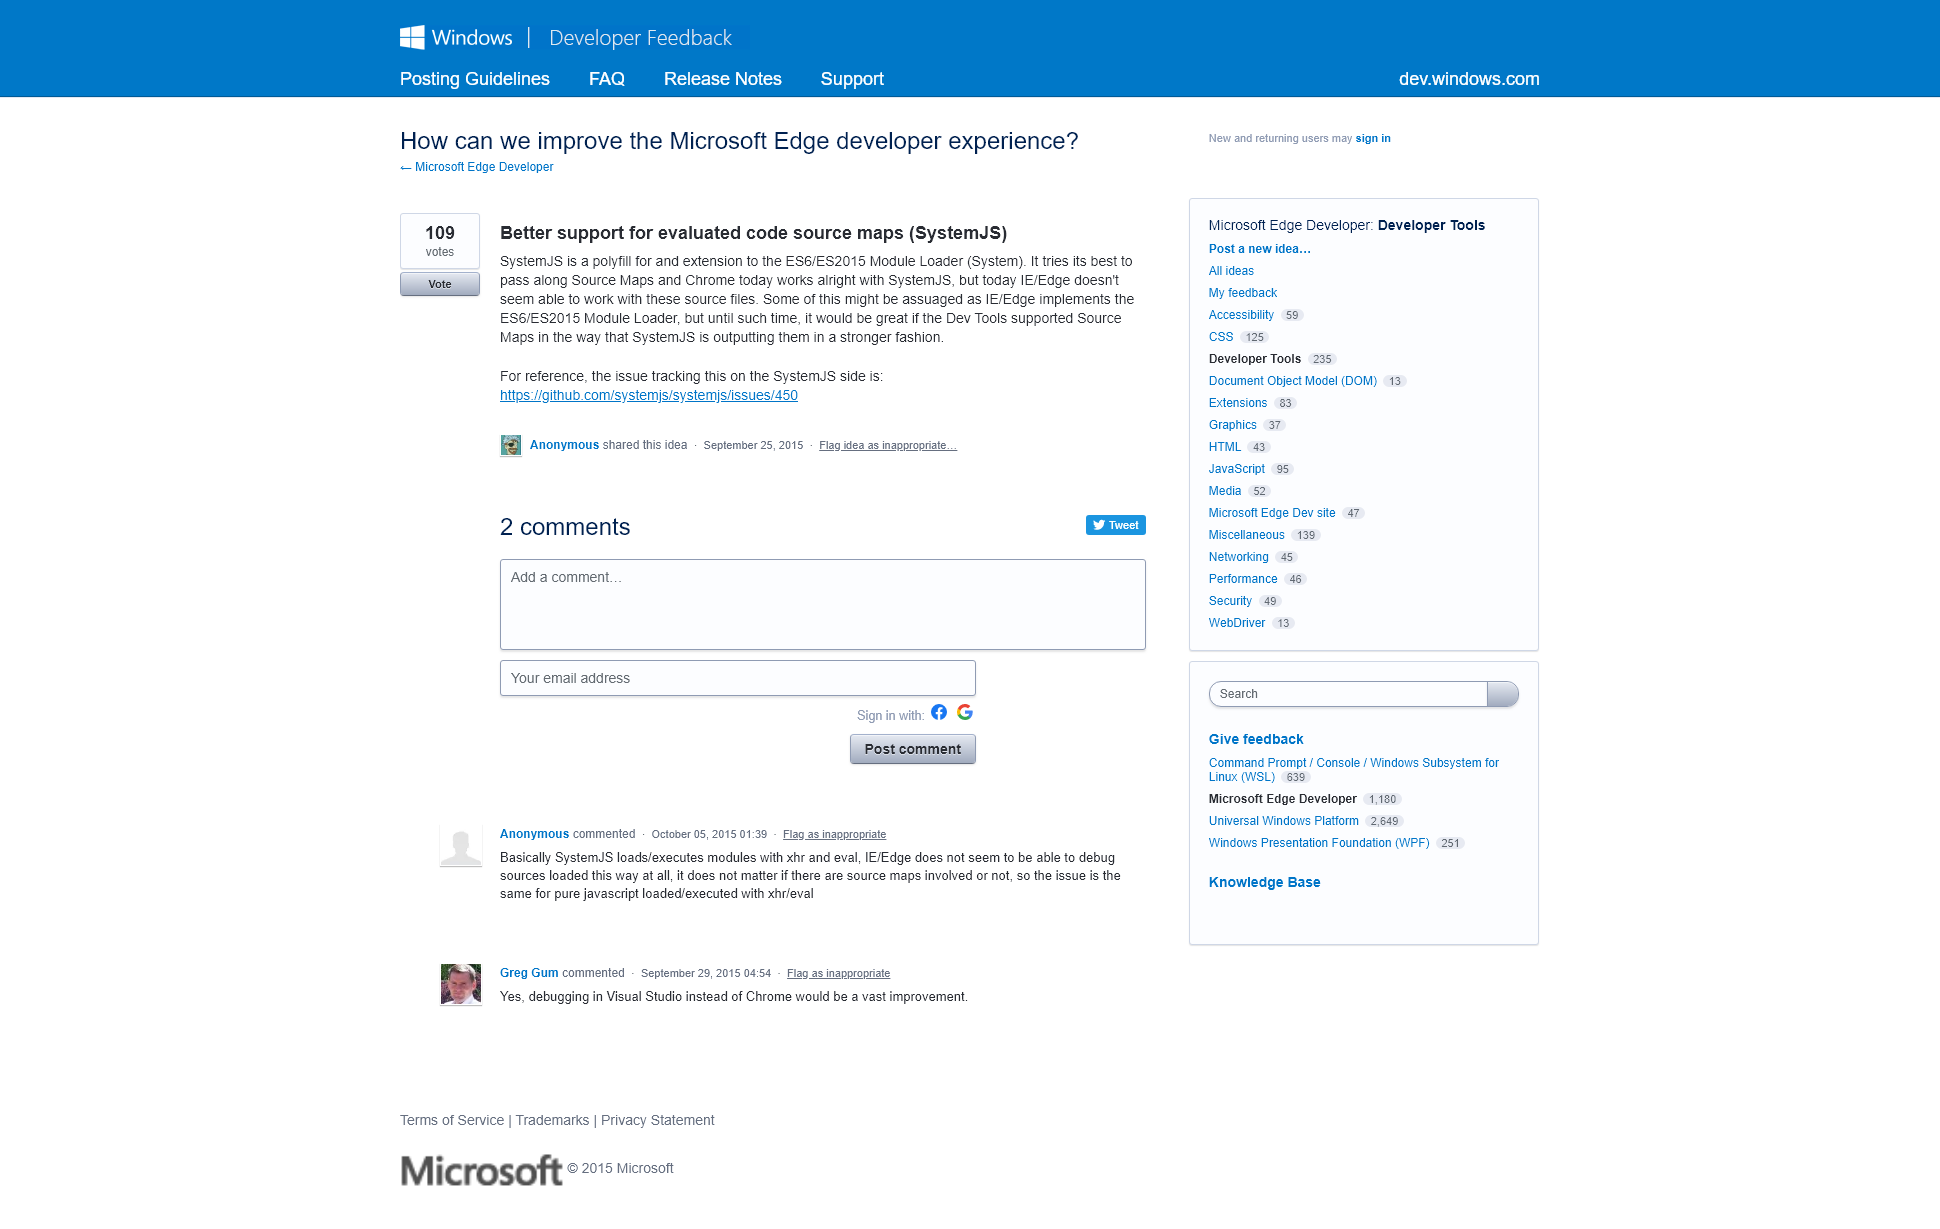 Windows | Developer Feedback
Posting Guidelines FAQ Release Notes Support dev.windows.com
How can we improve the Microsoft Edge developer experience?
← Microsoft Edge Developer
New and returning users may sign in
109
votes
Vote
Better support for evaluated code source maps (SystemJS)
SystemJS is a polyfill for and extension to the ES6/ES2015 Module Loader (System). It tries its best to
pass along Source Maps and Chrome today works alright with SystemJS, but today IE/Edge doesn't
seem able to work with these source files. Some of this might be assuaged as IE/Edge implements the
ES6/ES2015 Module Loader, but until such time, it would be great if the Dev Tools supported Source
Maps in the way that SystemJS is outputting them in a stronger fashion.
For reference, the issue tracking this on the SystemJS side is:
https://github.com/systemjs/systemjs/issues/450
Anonymous shared this idea · September 25, 2015 · Flag idea as inappropriate…
2 comments
Tweet
Add a comment…
Your email address
Sign in with:
Post comment
Anonymous commented · October 05, 2015 01:39 · Flag as inappropriate
Basically SystemJS loads/executes modules with xhr and eval, IE/Edge does not seem to be able to debug
sources loaded this way at all, it does not matter if there are source maps involved or not, so the issue is the
same for pure javascript loaded/executed with xhr/eval
Greg Gum commented · September 29, 2015 04:54 · Flag as inappropriate
Yes, debugging in Visual Studio instead of Chrome would be a vast improvement.
Microsoft Edge Developer: Developer Tools
Post a new idea…
All ideas
My feedback
Accessibility 59
CSS 125
Developer Tools 235
Document Object Model (DOM) 13
Extensions 83
Graphics 37
HTML 43
JavaScript 95
Media 52
Microsoft Edge Dev site 47
Miscellaneous 139
Networking 45
Performance 46
Security 49
WebDriver 13
Search
Give feedback
Command Prompt / Console / Windows Subsystem for
Linux (WSL) 639
Microsoft Edge Developer 1,180
Universal Windows Platform 2,649
Windows Presentation Foundation (WPF) 251
Knowledge Base
Terms of Service | Trademarks | Privacy Statement
Microsoft © 2015 Microsoft